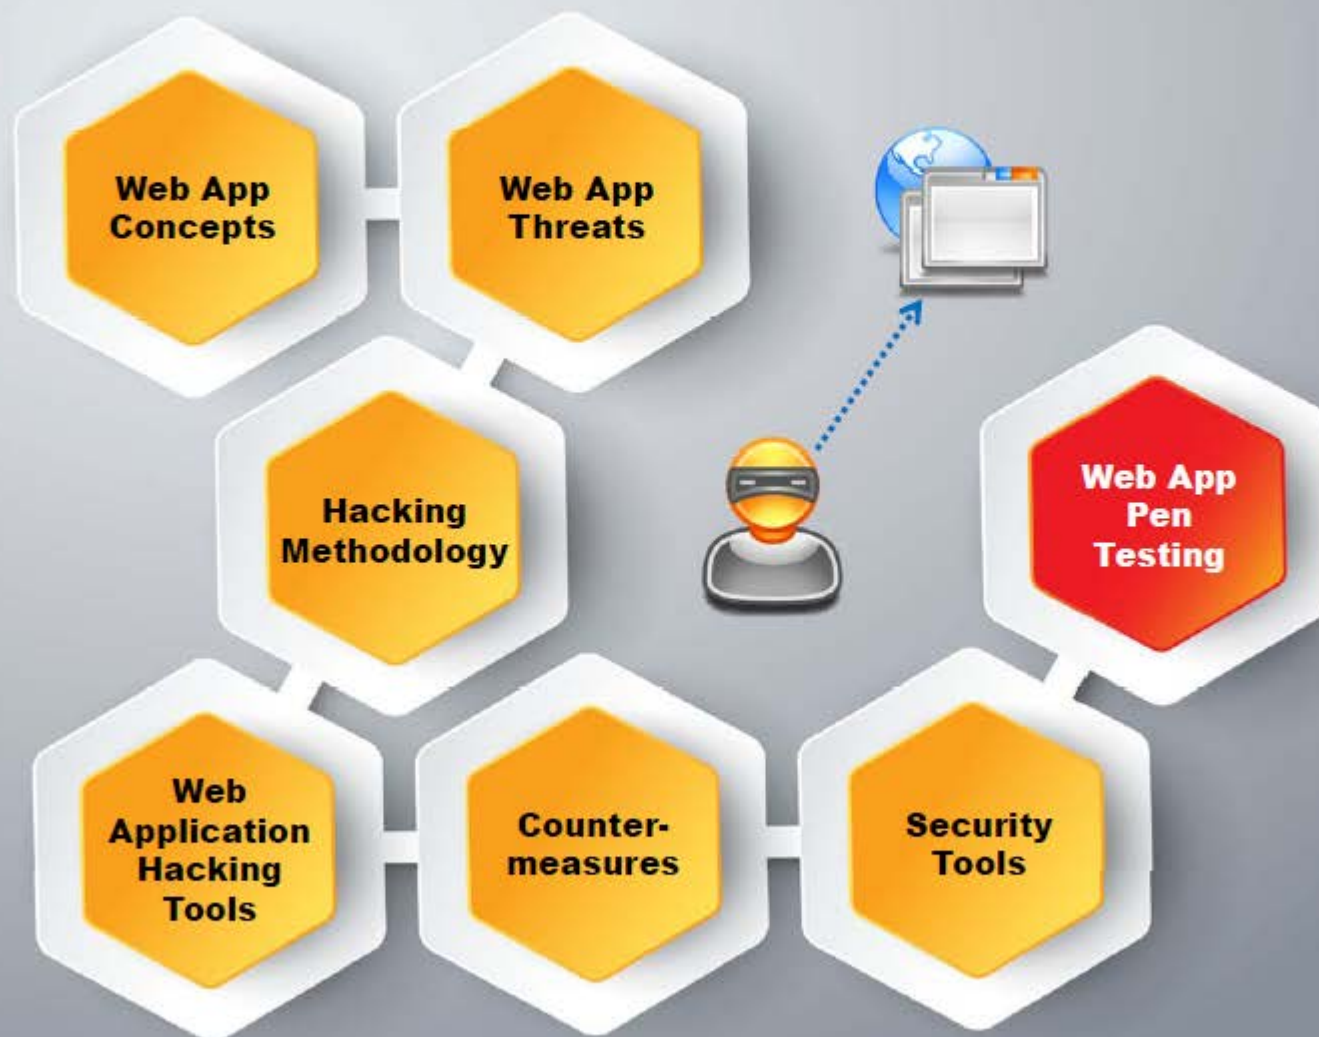 Web App
Concepts
Web App
Threats
Hacking
Methodology
Web App
Pen
Testing
Web
Application
Hacking
Tools
Counter-
measures
Security
Tools